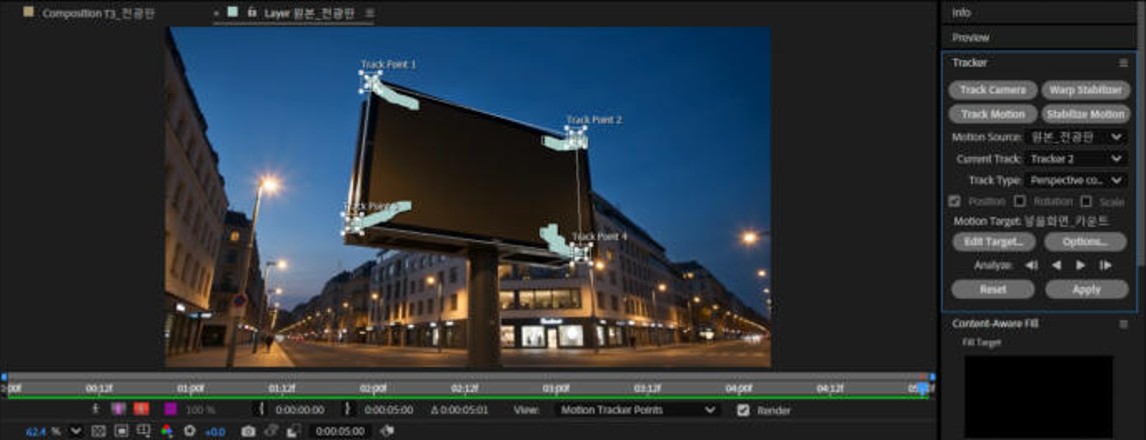 Composition T3_전광판
Layer 원본_전광판
Info
Preview
Tracker
Track Camera
Warp Stabilizer
Track Motion
Stabilize Motion
Motion Source: 원본_전광판
Current Track: Tracker 2
Track Type: Perspective co...
Position
Rotation
Scale
Motion Target: 넣을화면_카운트
Edit Target...
Options...
Analyze:
Reset
Apply
Content-Aware Fill
Fill Target
Track Point 1
Track Point 2
Track Point
Track Point 4
00:12f
01:00f
01:12f
02:00f
02:12f
03:00f
03:12f
04:00f
04:12f
100 %
0:00:00:00
0:00:05:00
Δ 0:00:05:01
View:
Motion Tracker Points
Render
62.4 %
+0.0
0:00:05:00